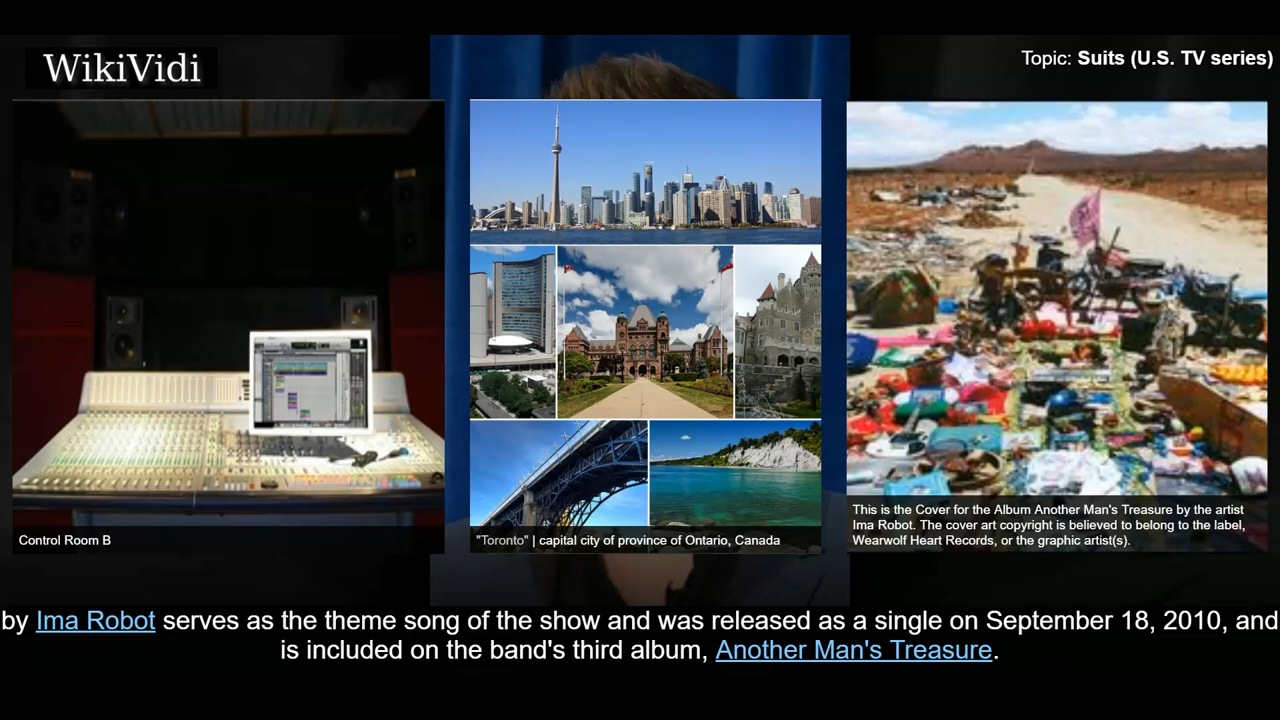 WikiVidi
Topic: Suits (U.S. TV series)
Control Room B
"Toronto" | capital city of province of Ontario, Canada
This is the Cover for the Album Another Man's Treasure by the artist
Ima Robot. The cover art copyright is believed to belong to the label,
Wearwolf Heart Records, or the graphic artist(s).
by Ima Robot serves as the theme song of the show and was released as a single on September 18, 2010, and
is included on the band's third album, Another Man's Treasure.